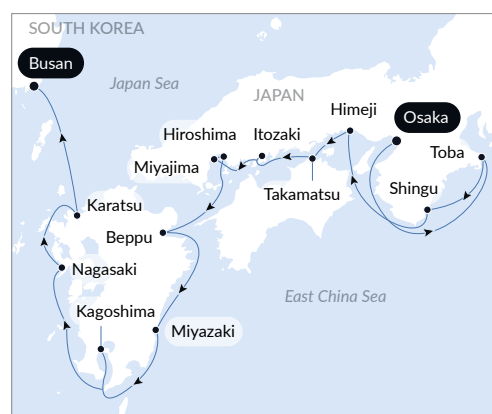 SOUTH KOREA
Busan
Japan Sea
JAPAN
Himeji
Osaka
Hiroshima
Itozaki
Toba
Miyajima
Shingu
Takamatsu
Karatsu
Beppu
Nagasaki
East China Sea
Kagoshima
Miyazaki